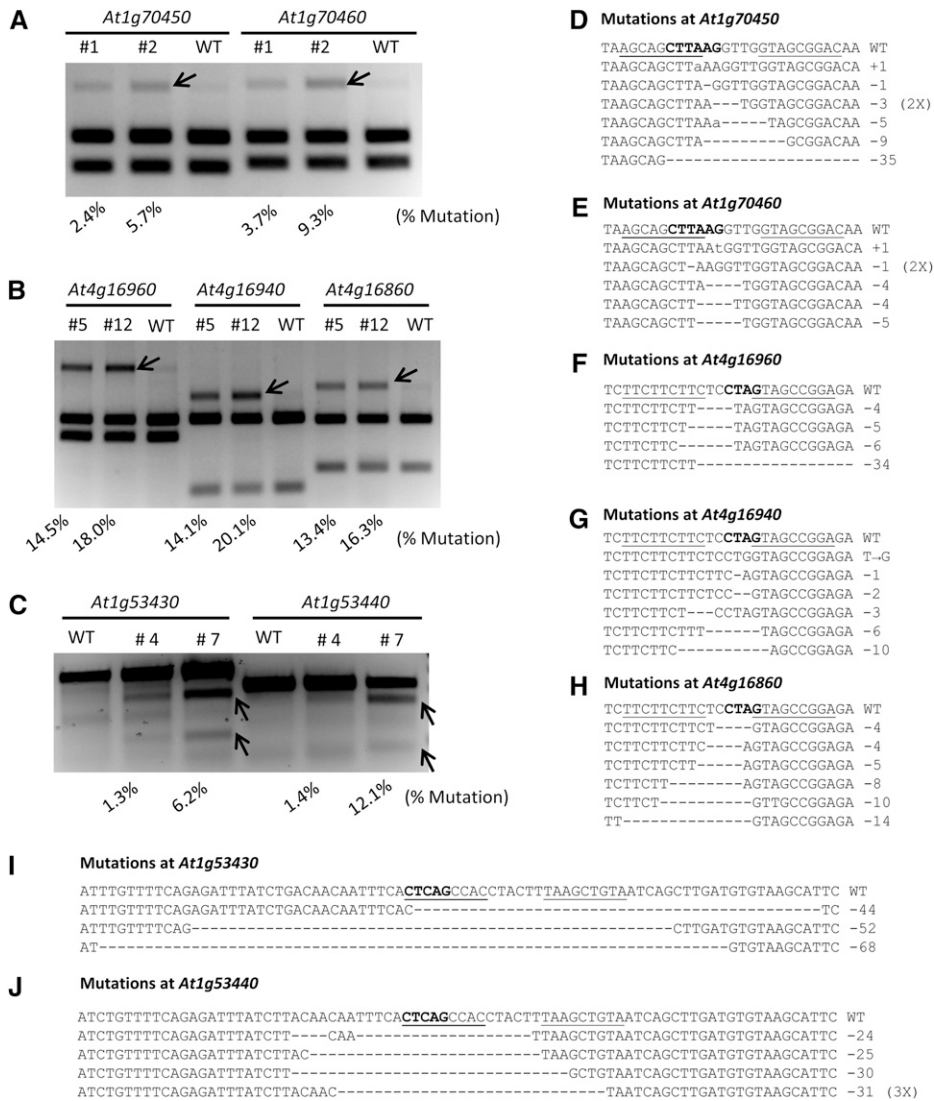 A
At1g70450 At1g70460
#1 #2 WT #1 #2 WT
2.4% 5.7% 3.7% 9.3% (% Mutation)
B
At4g16960 At4g16940 At4g16860
#5 #12 WT #5 #12 WT #5 #12 WT
14.5% 18.0% 14.1% 20.1% 13.4% 16.3% (% Mutation)
C
At1g53430 At1g53440
WT # 4 # 7 WT # 4 # 7
1.3% 6.2% 1.4% 12.1% (% Mutation)
D Mutations at At1g70450
TAAGCAGCTTAAGGTTGGTAGCGGACAA WT
TAAGCAGCTTaAAGGTTGGTAGCGGACA +1
TAAGCAGCTTA-GGTTGGTAGCGGACAA -1
TAAGCAGCTTAA---TGGTAGCGGACAA -3 (2X)
TAAGCAGCTTAAa-----TAGCGGACAA -5
TAAGCAGCTTA---------GCGGACAA -9
TAAGCAG--------------------- -35
E Mutations at At1g70460
TAAGCAGCTTAAGGTTGGTAGCGGACAA WT
TAAGCAGCTTAAtGGTTGGTAGCGGACA +1
TAAGCAGCT-AAGGTTGGTAGCGGACAA -1 (2X)
TAAGCAGCTTA----TGGTAGCGGACAA -4
TAAGCAGCTT----TTGGTAGCGGACAA -4
TAAGCAGCTT-----TGGTAGCGGACAA -5
F Mutations at At4g16960
TCTTCTTCTTCTCCTAGTAGCCGGAGA WT
TCTTCTTCTT----TAGTAGCCGGAGA -4
TCTTCTTCT-----TAGTAGCCGGAGA -5
TCTTCTTC------TAGTAGCCGGAGA -6
TCTTCTTCTT----------------- -34
G Mutations at At4g16940
TCTTCTTCTTCTCCTAGTAGCCGGAGA WT
TCTTCTTCTTCTCCTGGTAGCCGGAGA T→G
TCTTCTTCTTCTTC-AGTAGCCGGAGA -1
TCTTCTTCTTCTCC--GTAGCCGGAGA -2
TCTTCTTCT---CCTAGTAGCCGGAGA -3
TCTTCTTCTTT------TAGCCGGAGA -6
TCTTCTTC----------AGCCGGAGA -10
H Mutations at At4g16860
TCTTCTTCTTCTCCTAGTAGCCGGAGA WT
TCTTCTTCTTCT----GTAGCCGGAGA -4
TCTTCTTCTTC----AGTAGCCGGAGA -4
TCTTCTTCTT-----AGTAGCCGGAGA -5
TCTTCTT--------AGTAGCCGGAGA -8
TCTTCT----------GTTGCCGGAGA -10
TT--------------GTAGCCGGAGA -14
I Mutations at At1g53430
ATTTGTTTTCAGAGATTTATCTGACAACAATTTCACTCAGCCACCTACTTTAAGCTGTAATCAGCTTGATGTGTAAGCATTC WT
ATTTGTTTTCAGAGATTTATCTGACAACAATTTCAC--------------------------------------------TC -44
ATTTGTTTTCAG----------------------------------------------------CTTGATGTGTAAGCATTC -52
AT--------------------------------------------------------------------GTGTAAGCATTC -68
J Mutations at At1g53440
ATCTGTTTTCAGAGATTTATCTTACAACAATTTCACTCAGCCACCTACTTTAAGCTGTAATCAGCTTGATGTGTAAGCATTC WT
ATCTGTTTTCAGAGATTTATCTT----CAA-------------------TTAAGCTGTAATCAGCTTGATGTGTAAGCATTC -24
ATCTGTTTTCAGAGATTTATCTTAC-------------------------TAAGCTGTAATCAGCTTGATGTGTAAGCATTC -25
ATCTGTTTTCAGAGATTTATCTT------------------------------GCTGTAATCAGCTTGATGTGTAAGCATTC -30
ATCTGTTTTCAGAGATTTATCTTACAAC-----------------------------TAATCAGCTTGATGTGTAAGCATTC -31 (3X)